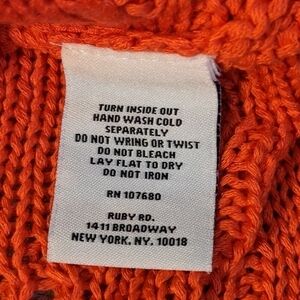 TURN INSIDE OUT
HAND WASH COLD
SEPARATELY
DO NOT WRING OR TWIST
DO NOT BLEACH
LAY FLAT TO DRY
DO NOT IRON
RN 107680
RUBY RD.
1411 BROADWAY
NEW YORK, NY. 10018